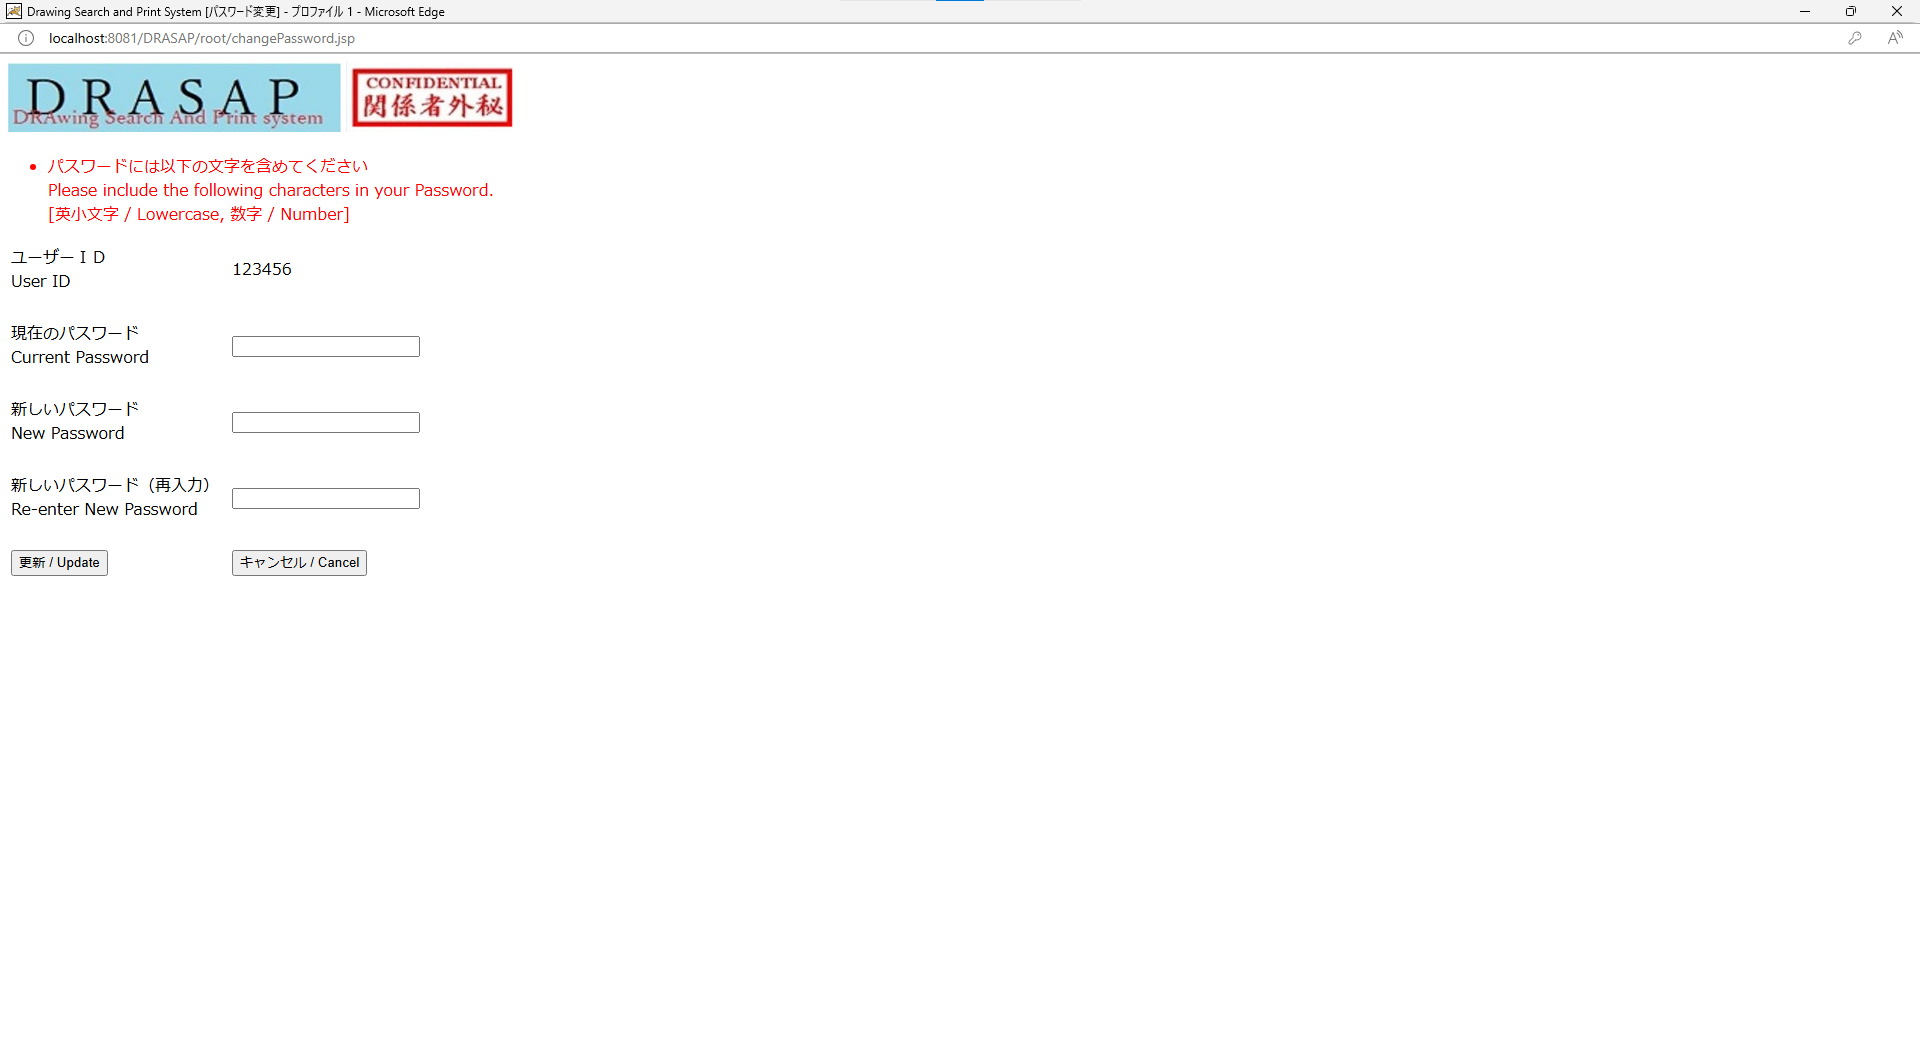 Drawing Search and Print System [パスワード変更] - プロファイル 1 - Microsoft Edge
localhost:8081/DRASAP/root/changePassword.jsp
DRASAP
DRAwing Search And Print system
CONFIDENTIAL
関係者外秘
• パスワードには以下の文字を含めてください
Please include the following characters in your Password.
[英小文字 / Lowercase, 数字 / Number]
ユーザーＩＤ
User ID
123456
現在のパスワード
Current Password
新しいパスワード
New Password
新しいパスワード（再入力）
Re-enter New Password
更新 / Update
キャンセル / Cancel